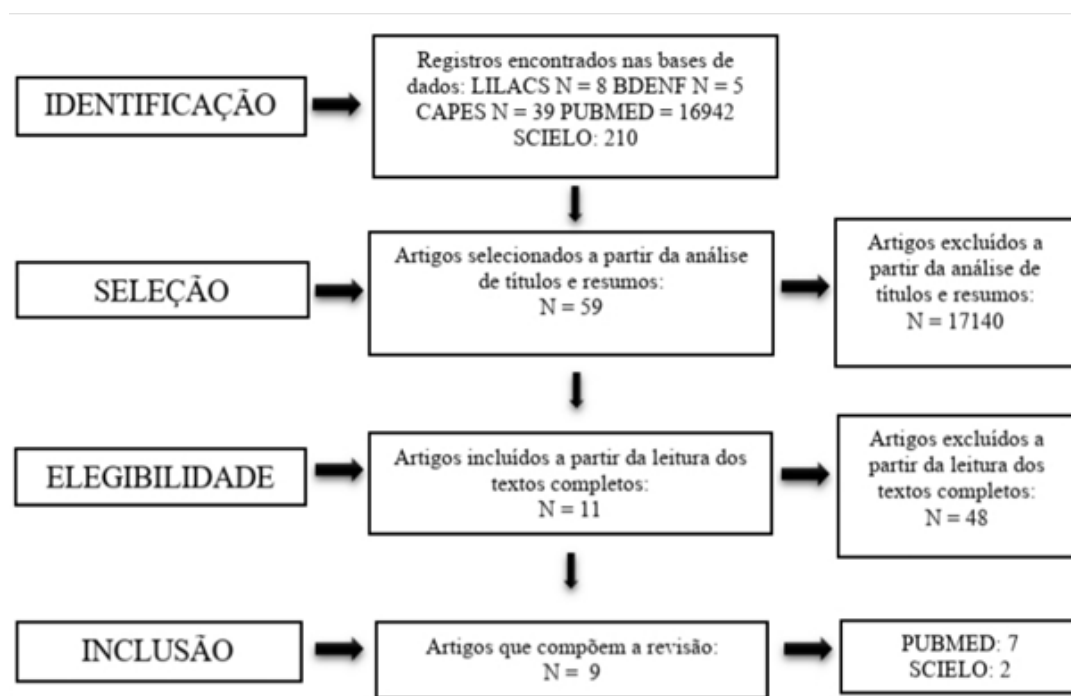 IDENTIFICAÇÃO
Registros encontrados nas bases de
dados: LILACS N = 8 BDENF N = 5
CAPES N = 39 PUBMED = 16942
SCIELO: 210
SELEÇÃO
Artigos selecionados a partir da análise
de títulos e resumos:
N = 59
Artigos excluídos a
partir da análise de
títulos e resumos:
N = 17140
ELEGIBILIDADE
Artigos incluídos a partir da leitura dos
textos completos:
N = 11
Artigos excluídos a
partir da leitura dos
textos completos:
N = 48
INCLUSÃO
Artigos que compõem a revisão:
N = 9
PUBMED: 7
SCIELO: 2